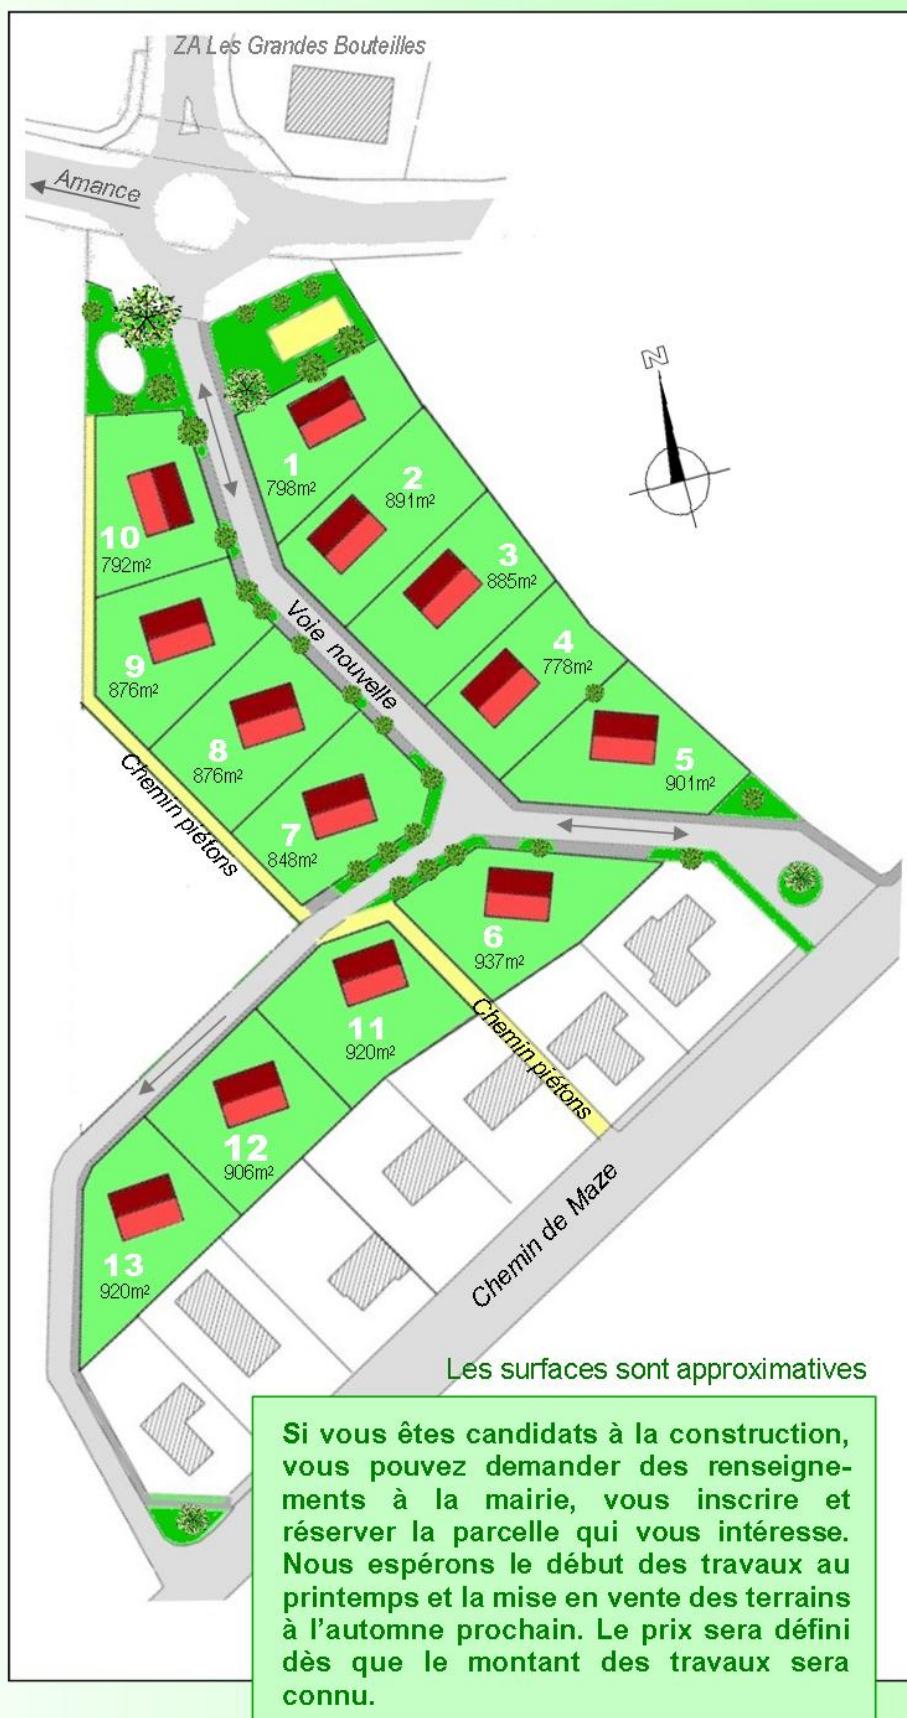 ZA Les Grandes Bouteilles
Amance
N
1
798m²
2
891m²
3
885m²
10
792m²
4
778m²
Voie nouvelle
9
876m²
8
876m²
5
901m²
Chemin piétons
7
848m²
6
937m²
11
920m²
Chemin piétons
12
906m²
Chemin de Maze
13
920m²
Les surfaces sont approximatives
Si vous êtes candidats à la construction,
vous pouvez demander des renseigne-
ments à la mairie, vous inscrire et
réserver la parcelle qui vous intéresse.
Nous espérons le début des travaux au
printemps et la mise en vente des terrains
à l'automne prochain. Le prix sera défini
dès que le montant des travaux sera
connu.